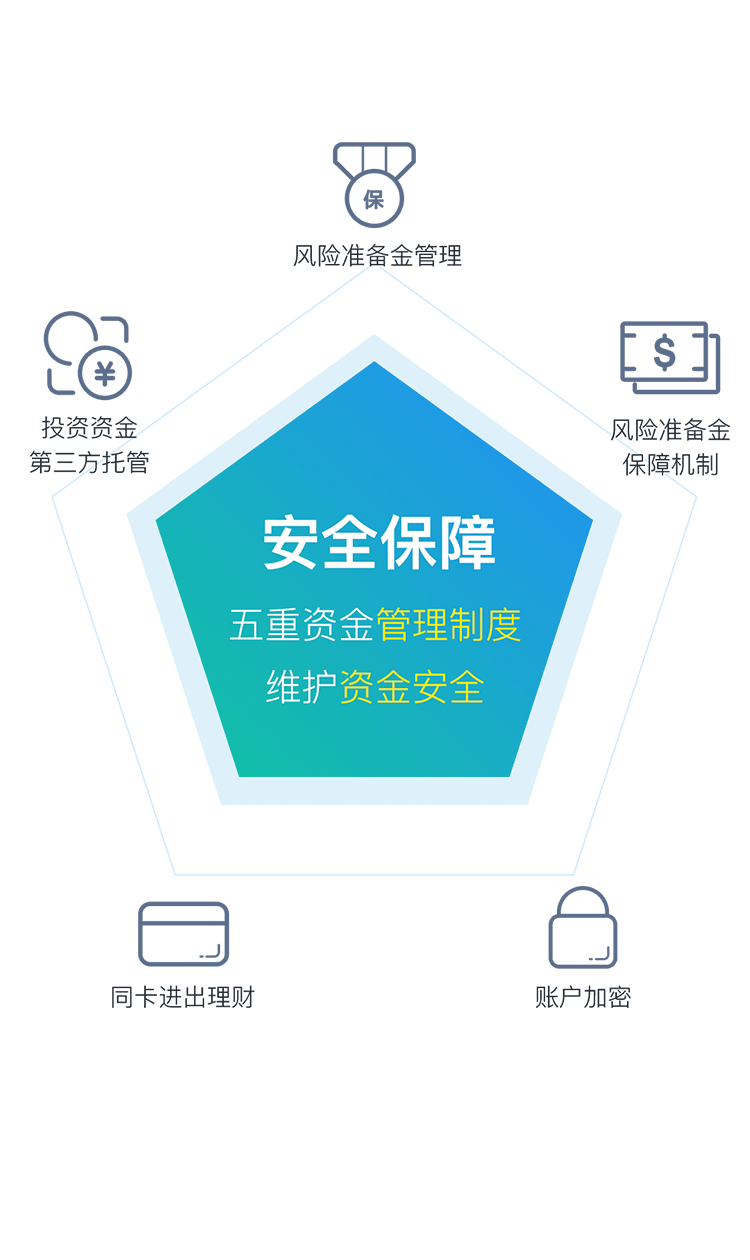 保
风险准备金管理
¥
投资资金
第三方托管
$
风险准备金
保障机制
安全保障
五重资金管理制度
维护资金安全
同卡进出理财
账户加密